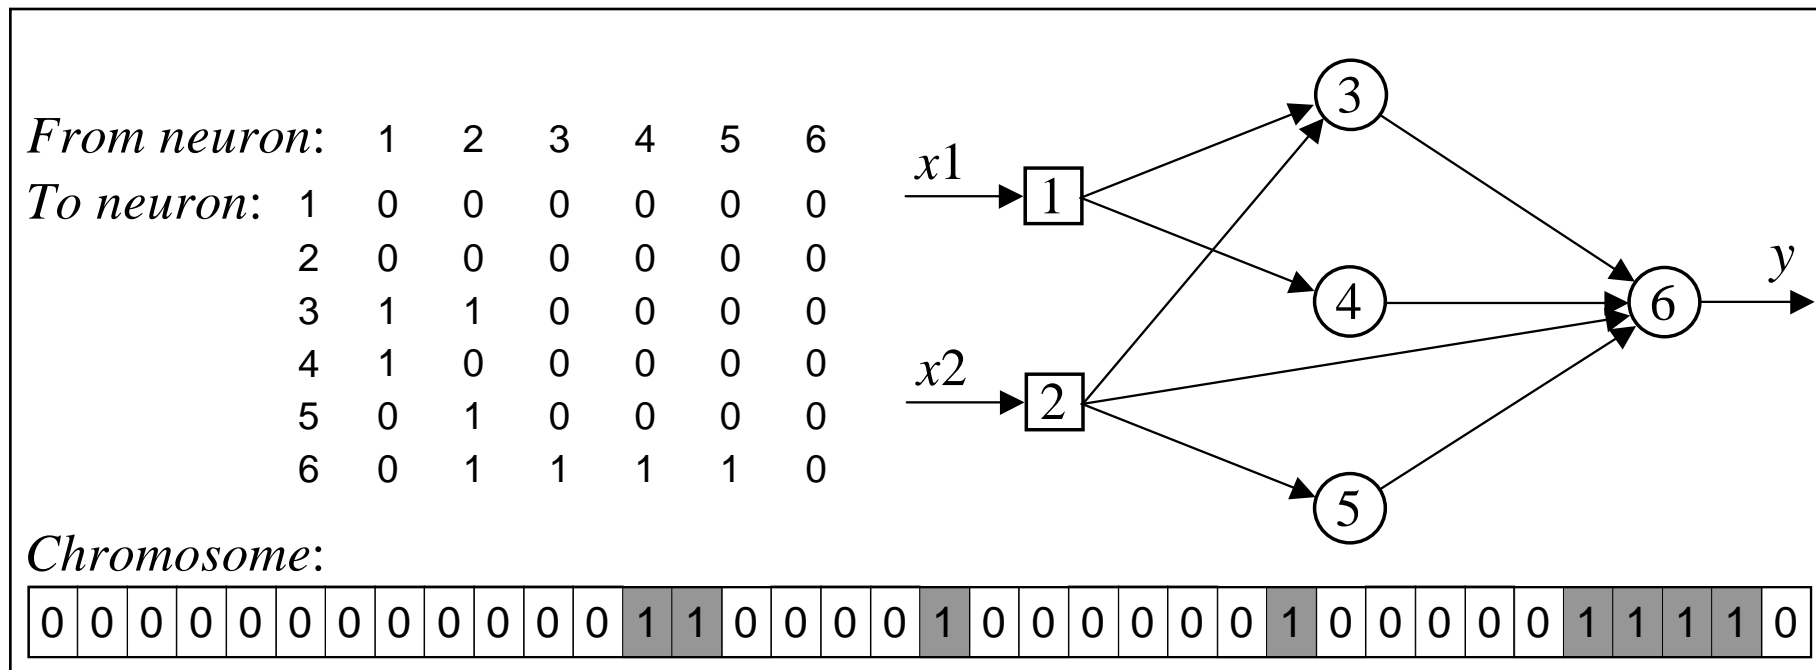 From neuron: 1 2 3 4 5 6
To neuron: 1 0 0 0 0 0 0
2 0 0 0 0 0 0
3 1 1 0 0 0 0
4 1 0 0 0 0 0
5 0 1 0 0 0 0
6 0 1 1 1 1 0
3
x1
1
4
6
y
x2
2
5
Chromosome:
0 0 0 0 0 0 0 0 0 0 0 0 1 1 0 0 0 0 1 0 0 0 0 0 0 1 0 0 0 0 0 1 1 1 1 0